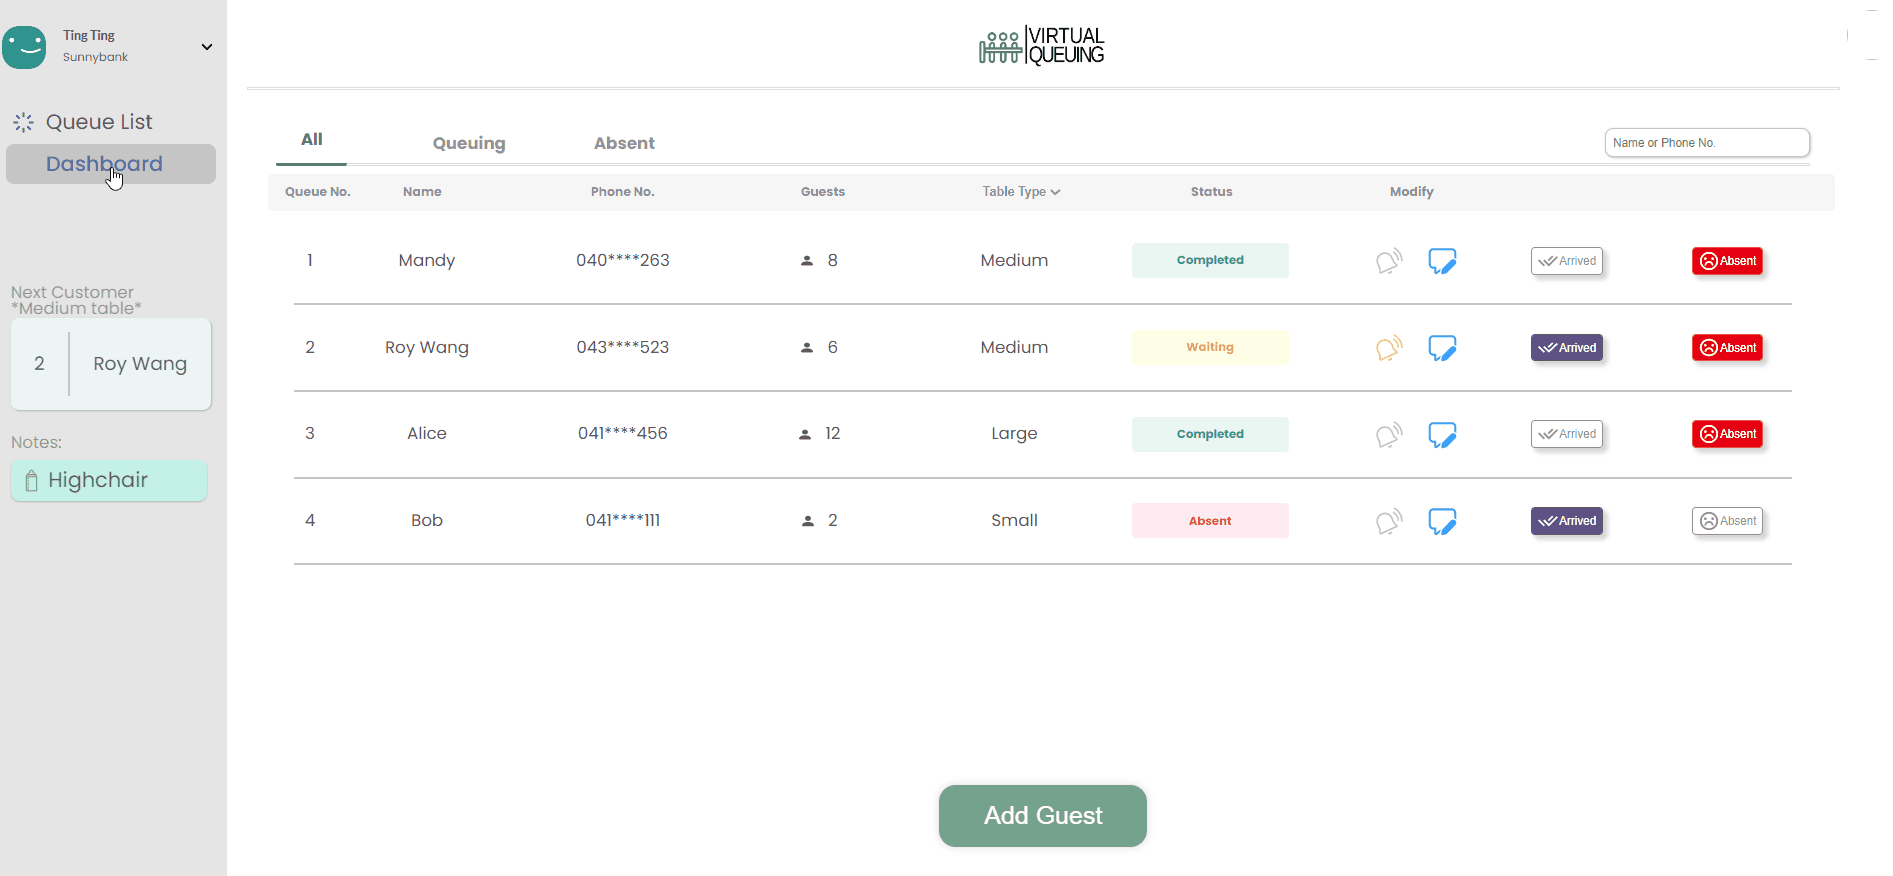 Ting Ting
Sunnybank
Queue List
Dashboard
Next Customer
*Medium table*
2 Roy Wang
Notes:
Highchair
VIRTUAL
QUEUING
All Queuing Absent Name or Phone No.
Queue No. Name Phone No. Guests Table Type Status Modify
1 Mandy 040****263 8 Medium Completed Arrived Absent
2 Roy Wang 043****523 6 Medium Waiting Arrived Absent
3 Alice 041****456 12 Large Completed Arrived Absent
4 Bob 041****111 2 Small Absent Arrived Absent
Add Guest